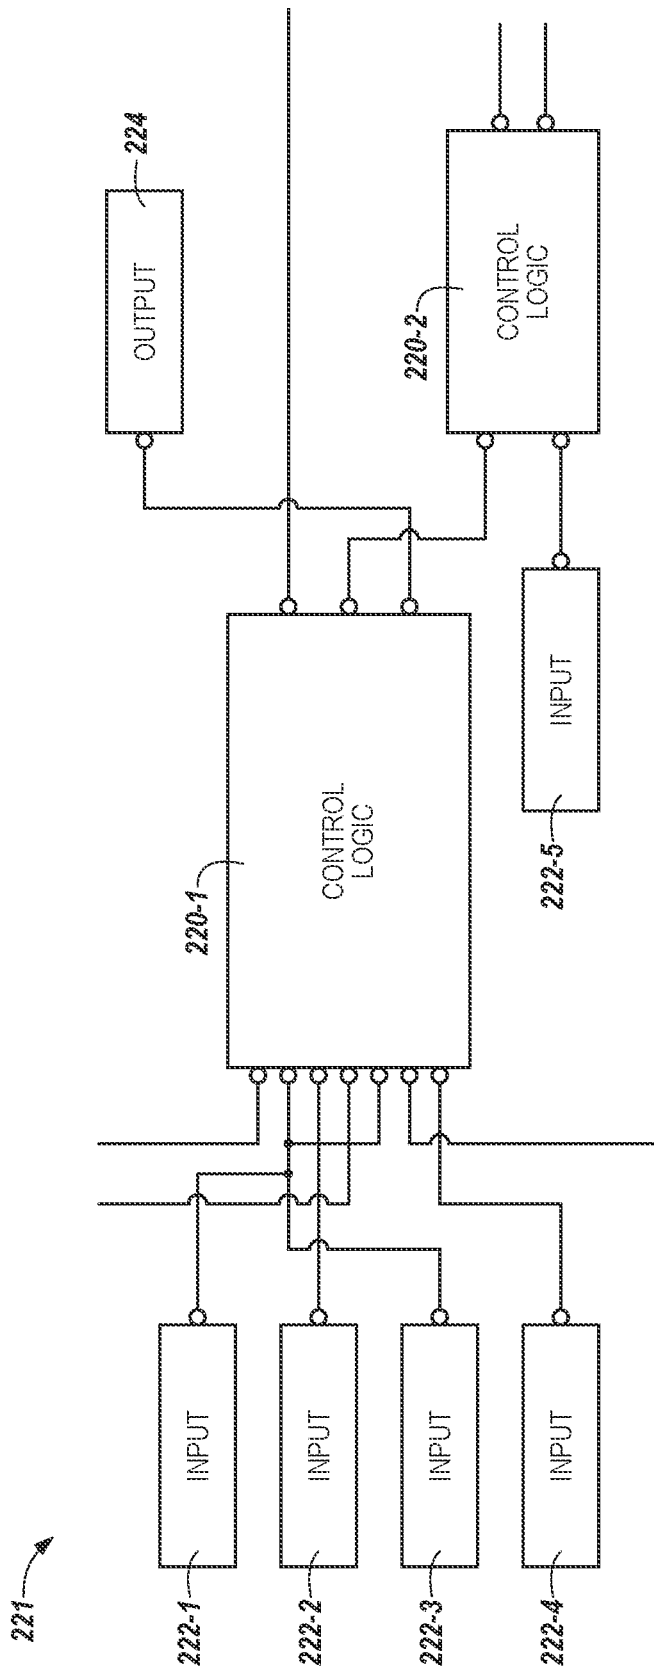 221
222-1
INPUT
222-2
INPUT
222-3
INPUT
222-4
INPUT
220-1
CONTROL
LOGIC
222-5
INPUT
224
OUTPUT
220-2
CONTROL
LOGIC